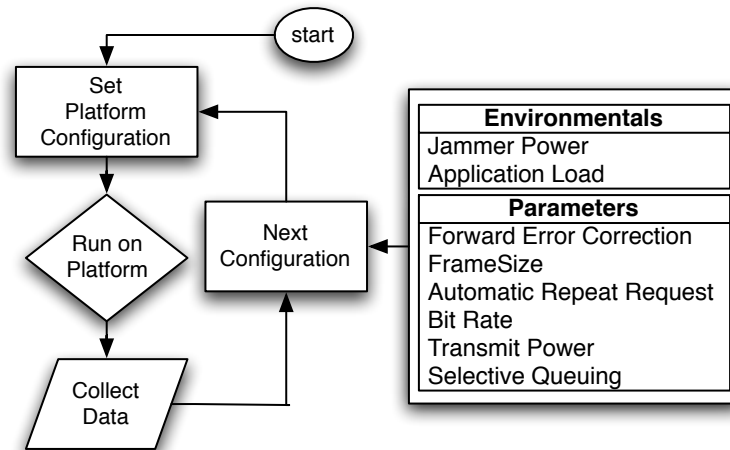 start
Set
Platform
Configuration
Run on
Platform
Collect
Data
Next
Configuration
Environmentals
Jammer Power
Application Load
Parameters
Forward Error Correction
FrameSize
Automatic Repeat Request
Bit Rate
Transmit Power
Selective Queuing